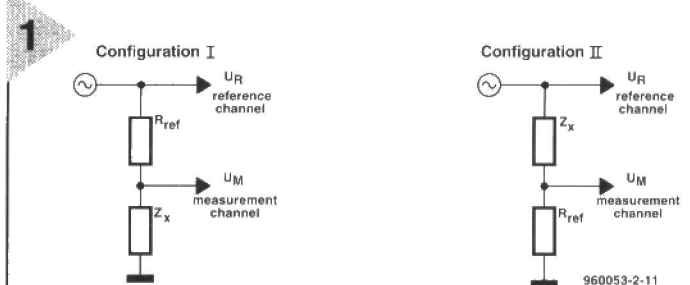 1
Configuration I
U_R
reference
channel
R_ref
U_M
measurement
channel
Z_x
Configuration II
U_R
reference
channel
Z_x
U_M
measurement
channel
R_ref
960053-2-11